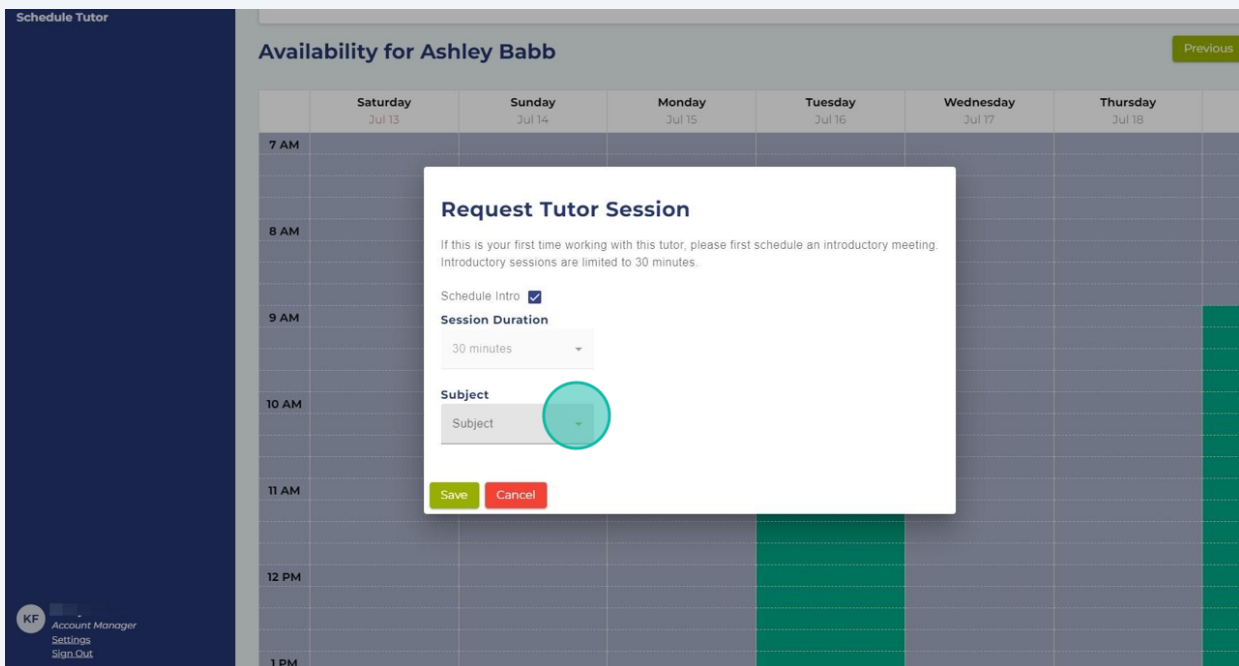 Schedule Tutor
Availability for Ashley Babb
Previous
Saturday Sunday Monday Tuesday Wednesday Thursday
Jul 13 Jul 14 Jul 15 Jul 16 Jul 17 Jul 18
7 AM
Request Tutor Session
8 AM
If this is your first time working with this tutor, please first schedule an introductory meeting.
Introductory sessions are limited to 30 minutes.
Schedule Intro
9 AM
Session Duration
30 minutes
Subject
10 AM
Subject
11 AM
Save Cancel
12 PM
KF
Account Manager
Settings
Sign Out
1 PM